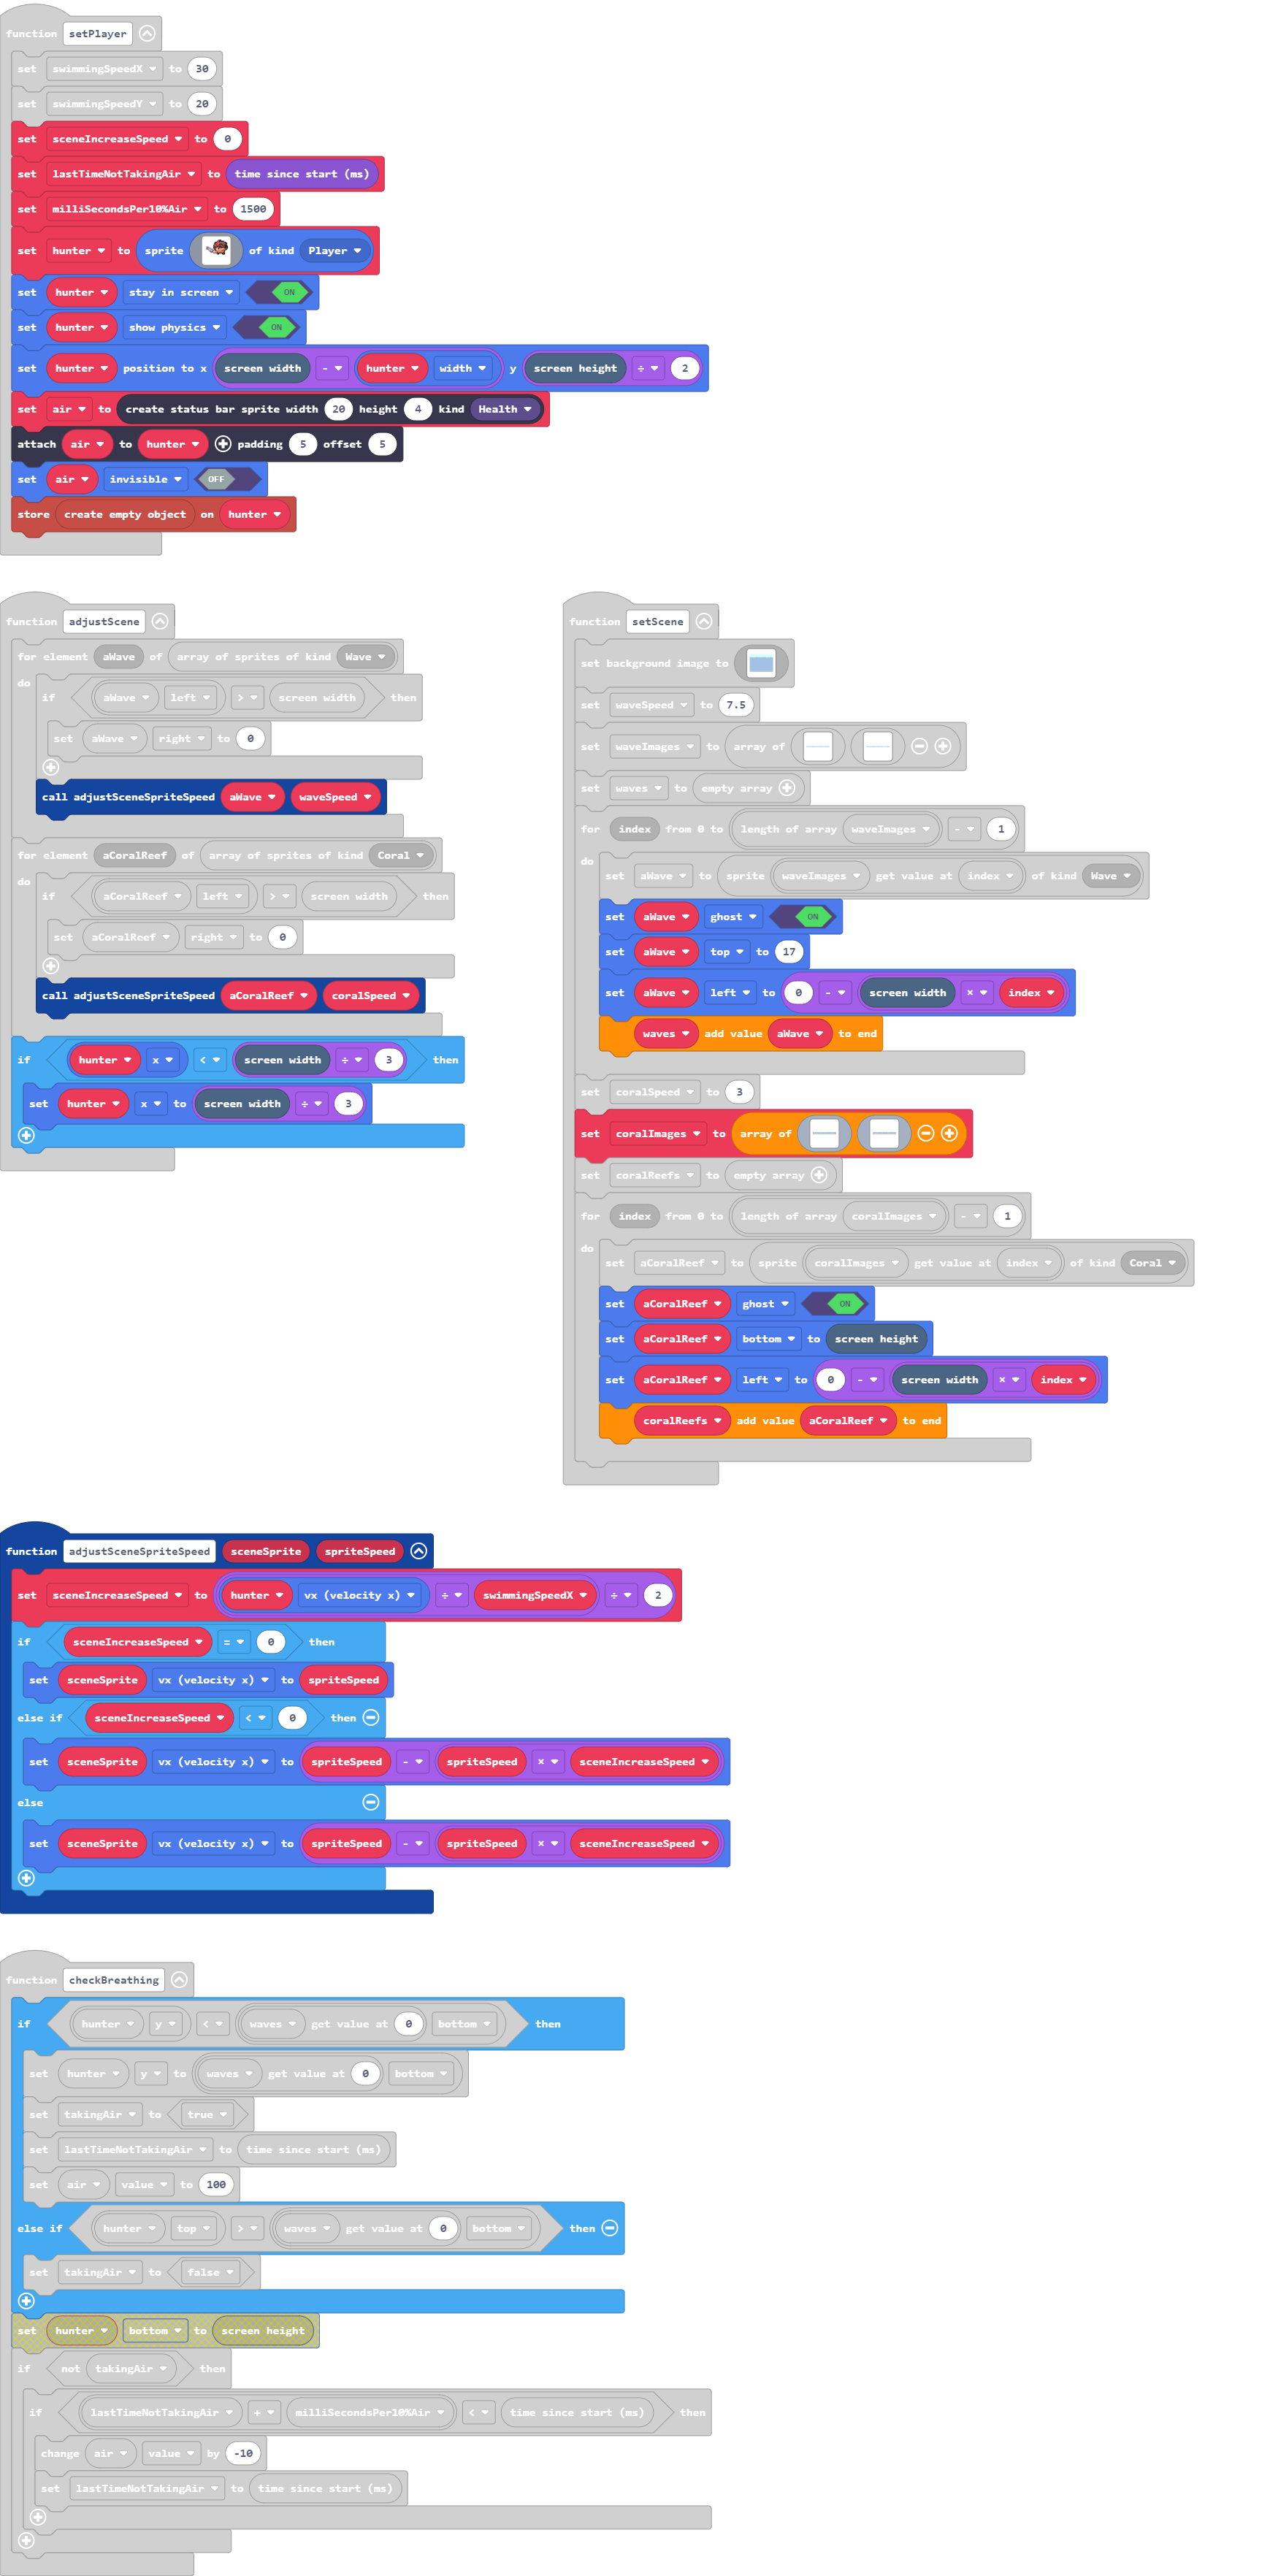 function setPlayer
set swimmingSpeedX to 30
set swimmingSpeedY to 20
set sceneIncreaseSpeed to 0
set lastTimeNotTakingAir to time since start (ms)
set milliSecondsPer10%Air to 1500
set hunter to sprite of kind Player
set hunter stay in screen ON
set hunter show physics ON
set hunter position to x screen width - hunter width y screen height ÷ 2
set air to create status bar sprite width 20 height 4 kind Health
attach air to hunter padding 5 offset 5
set air invisible OFF
store create empty object on hunter
function adjustScene
for element aWave of array of sprites of kind Wave
do
if aWave left > screen width then
set aWave right to 0
call adjustSceneSpriteSpeed aWave waveSpeed
for element aCoralReef of array of sprites of kind Coral
do
if aCoralReef left > screen width then
set aCoralReef right to 0
call adjustSceneSpriteSpeed aCoralReef coralSpeed
if hunter x < screen width ÷ 3 then
set hunter x to screen width ÷ 3
function setScene
set background image to
set waveSpeed to 7.5
set waveImages to array of
set waves to empty array
for index from 0 to length of array waveImages - 1
do
set aWave to sprite waveImages get value at index of kind Wave
set aWave ghost ON
set aWave top to 17
set aWave left to 0 - screen width × index
waves add value aWave to end
set coralSpeed to 3
set coralImages to array of
set coralReefs to empty array
for index from 0 to length of array coralImages - 1
do
set aCoralReef to sprite coralImages get value at index of kind Coral
set aCoralReef ghost ON
set aCoralReef bottom to screen height
set aCoralReef left to 0 - screen width × index
coralReefs add value aCoralReef to end
function adjustSceneSpriteSpeed sceneSprite spriteSpeed
set sceneIncreaseSpeed to hunter vx (velocity x) ÷ swimmingSpeedX ÷ 2
if sceneIncreaseSpeed = 0 then
set sceneSprite vx (velocity x) to spriteSpeed
else if sceneIncreaseSpeed < 0 then
set sceneSprite vx (velocity x) to spriteSpeed - spriteSpeed × sceneIncreaseSpeed
else
set sceneSprite vx (velocity x) to spriteSpeed - spriteSpeed × sceneIncreaseSpeed
function checkBreathing
if hunter y < waves get value at 0 bottom then
set hunter y to waves get value at 0 bottom
set takingAir to true
set lastTimeNotTakingAir to time since start (ms)
set air value to 100
else if hunter top > waves get value at 0 bottom then
set takingAir to false
set hunter bottom to screen height
if not takingAir then
if lastTimeNotTakingAir + milliSecondsPer10%Air < time since start (ms) then
change air value by -10
set lastTimeNotTakingAir to time since start (ms)